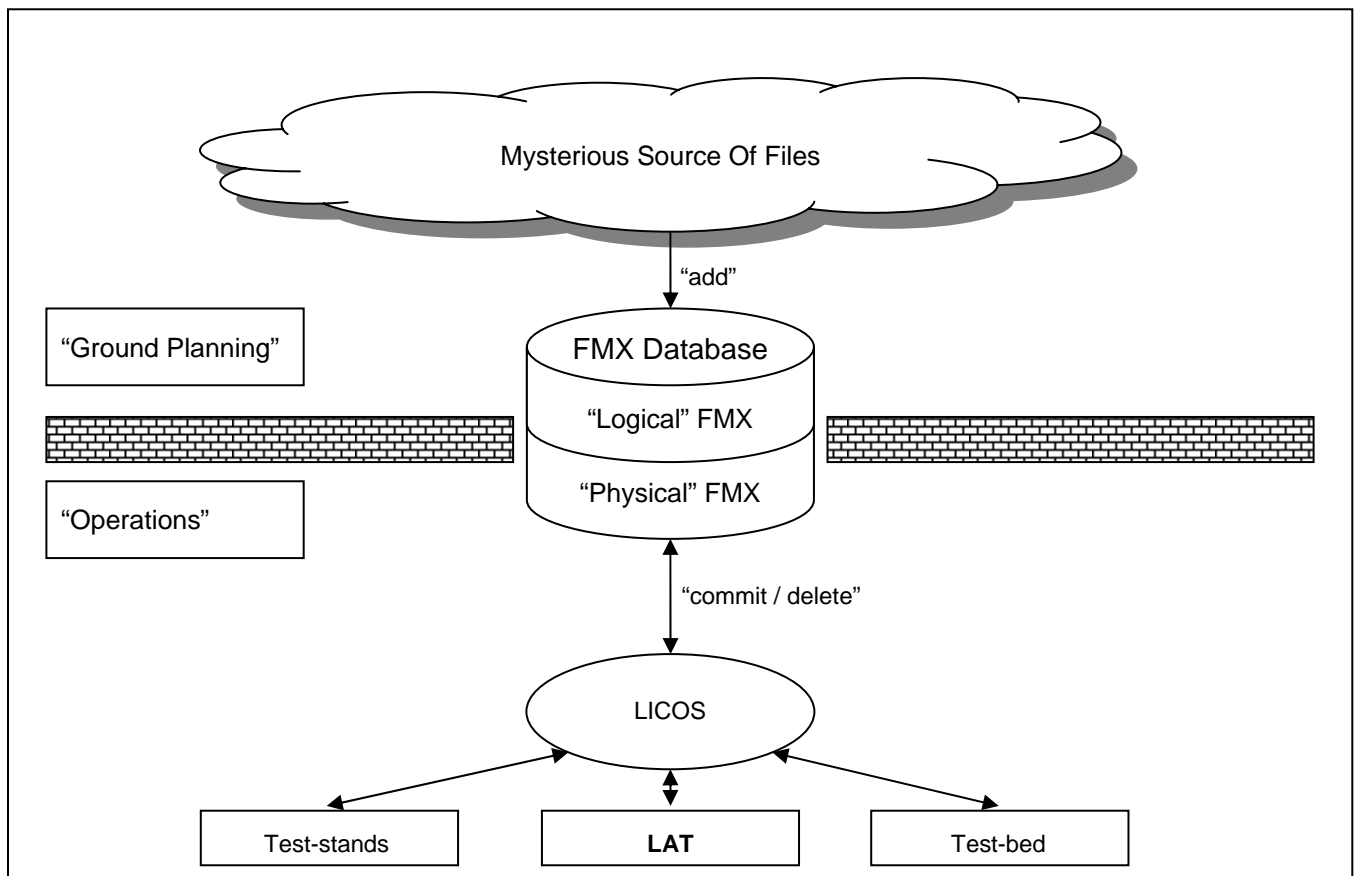 Mysterious Source Of Files
“add”
“Ground Planning”
FMX Database
“Logical” FMX
“Physical” FMX
“Operations”
“commit / delete”
LICOS
Test-stands
LAT
Test-bed